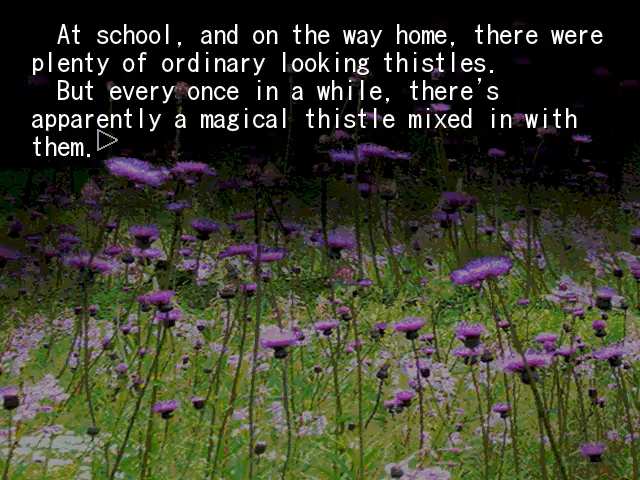 At school, and on the way home, there were
plenty of ordinary looking thistles.
But every once in a while, there's
apparently a magical thistle mixed in with
them.